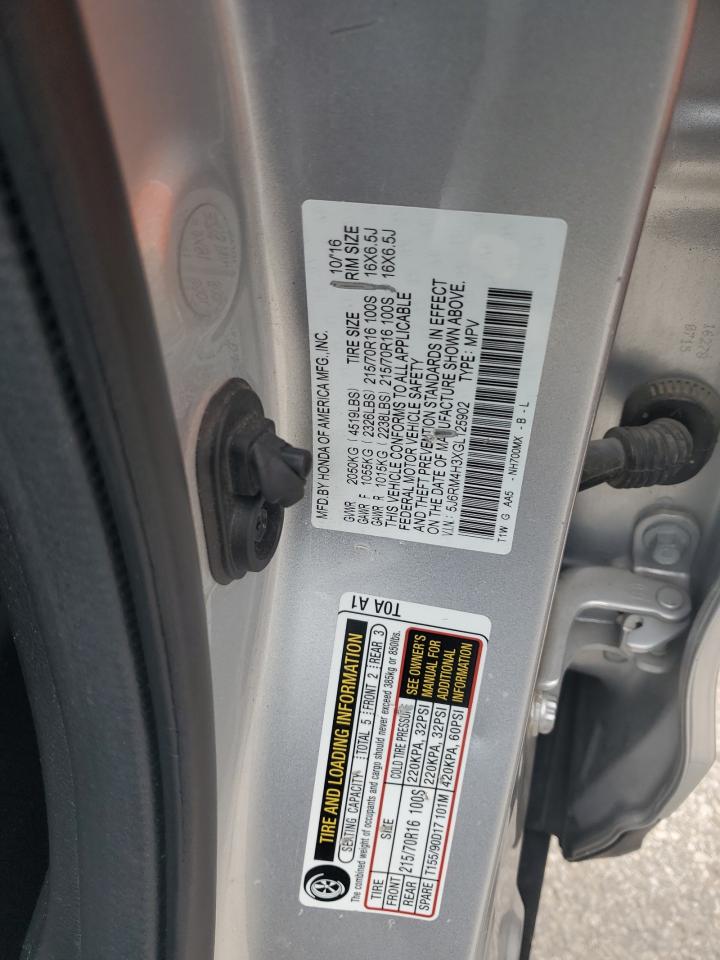 MFD.BY HONDA OF AMERICA MFG.,INC. 10/'16
GVWR 2050KG (4519LBS) TIRE SIZE RIM SIZE
GAWR F 1055KG (2326LBS) 215/70R16 100S 16X6.5J
GAWR R 1015KG (2238LBS) 215/70R16 100S 16X6.5J
THIS VEHICLE CONFORMS TO ALL APPLICABLE
FEDERAL MOTOR VEHICLE SAFETY
AND THEFT PREVENTION STANDARDS IN EFFECT
ON THE DATE OF MANUFACTURE SHOWN ABOVE.
V.I.N.: 5J6RM4H3XGL125902 TYPE: MPV
T1W G AA5 -NH700MX - B - L
T0A A1
TIRE AND LOADING INFORMATION
SEATING CAPACITY TOTAL 5 FRONT 2 REAR 3
The combined weight of occupants and cargo should never exceed 385kg or 850lbs.
TIRE SIZE COLD TIRE PRESSURE
FRONT 215/70R16 100S 220KPA, 32PSI
REAR 220KPA, 32PSI
SPARE T155/90D17 101M 420KPA, 60PSI
SEE OWNER'S
MANUAL FOR
ADDITIONAL
INFORMATION